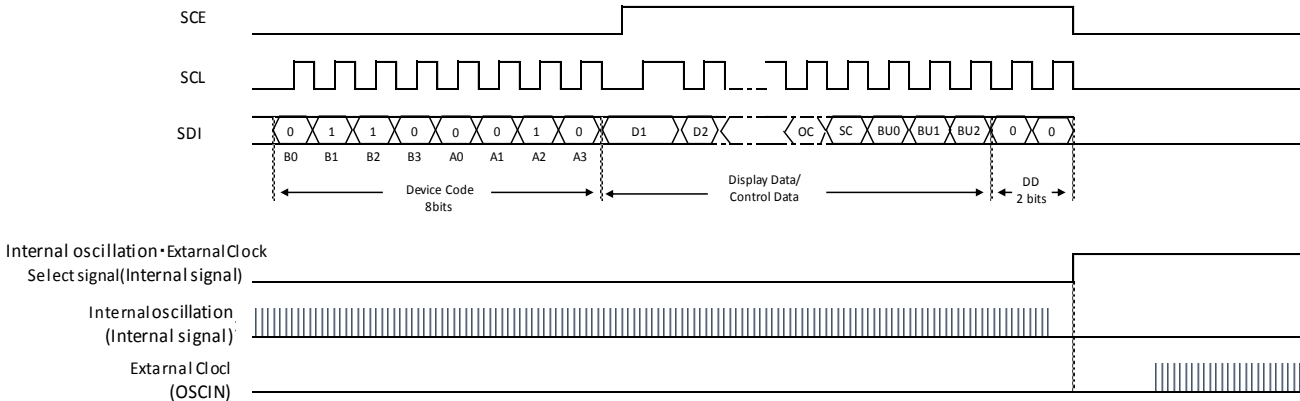 SCE
SCL
SDI
0 1 1 0 0 0 1 0 D1 D2 OC SC BU0 BU1 BU2 0 0
B0 B1 B2 B3 A0 A1 A2 A3
Device Code
8bits
Display Data/
Control Data
DD
2 bits
Internal oscillation・ExtarnalClock
Select signal(Internal signal)
Internal oscillation
(Internal signal)
Extarnal Clocl
(OSCIN)